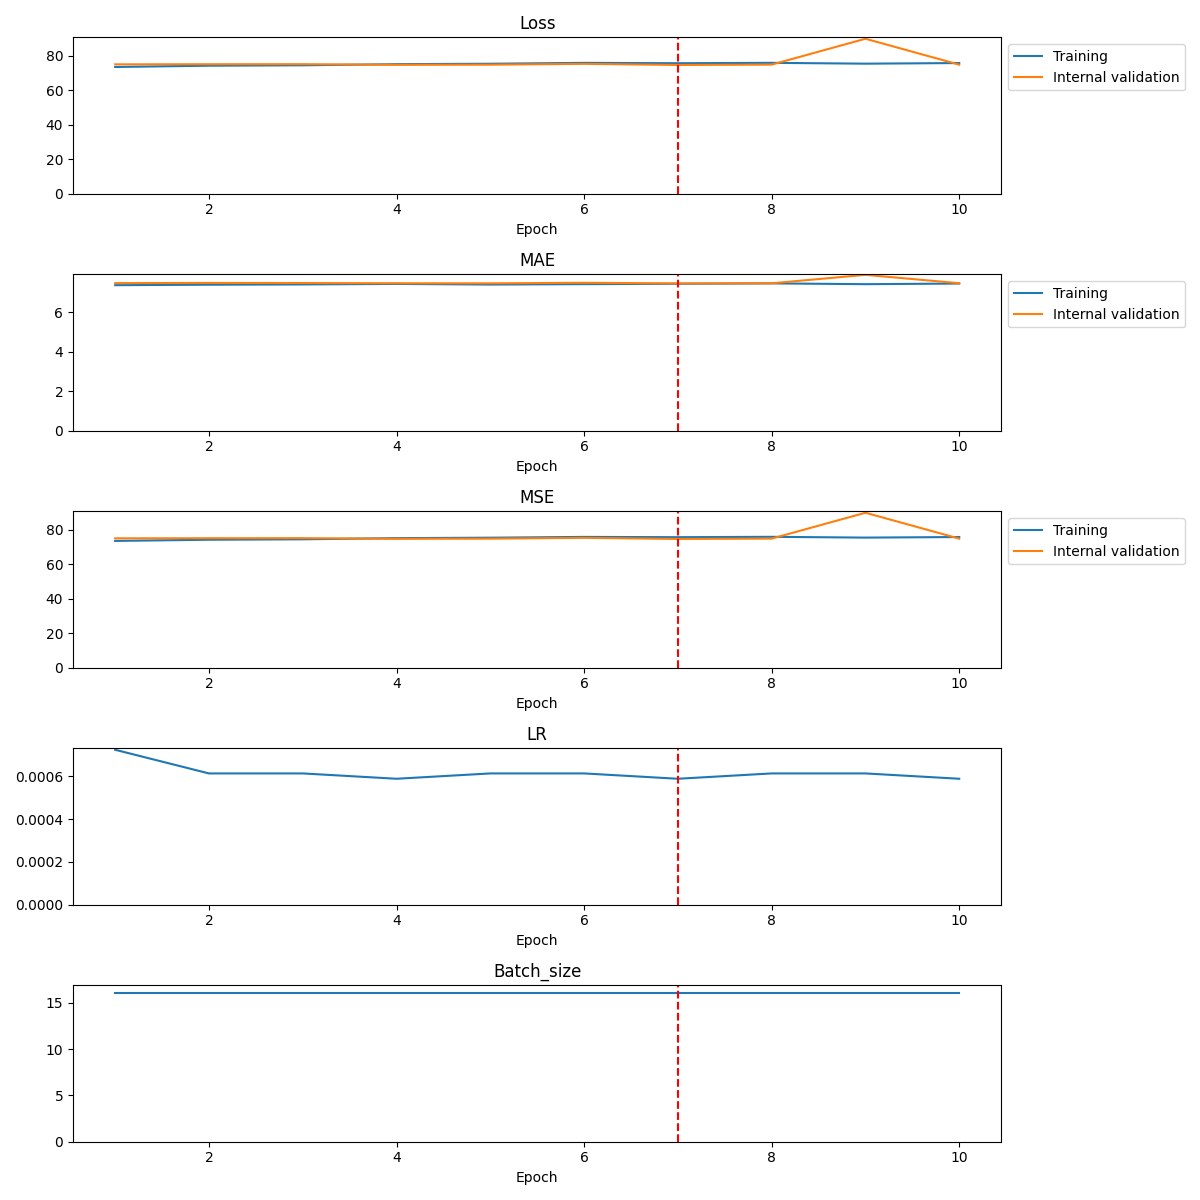 Loss
80
60
40
20
0
2 4 6 8 10
Epoch
Training
Internal validation
MAE
6
4
2
0
2 4 6 8 10
Epoch
Training
Internal validation
MSE
80
60
40
20
0
2 4 6 8 10
Epoch
Training
Internal validation
LR
0.0006
0.0004
0.0002
0.0000
2 4 6 8 10
Epoch
Batch_size
15
10
5
0
2 4 6 8 10
Epoch